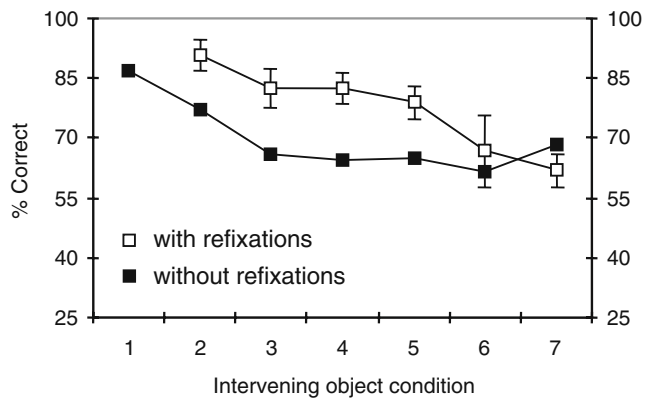 100 100
85 85
70 70
% Correct
55 55
with refixations
40 40
without refixations
25 25
1 2 3 4 5 6 7
Intervening object condition